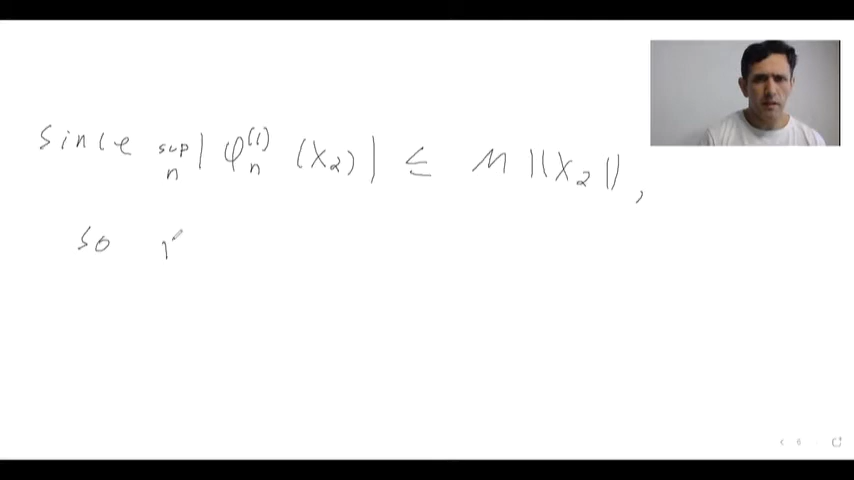 since sup_n | φ_n^(1) (x_2) | ≤ M ||x_2||,
so